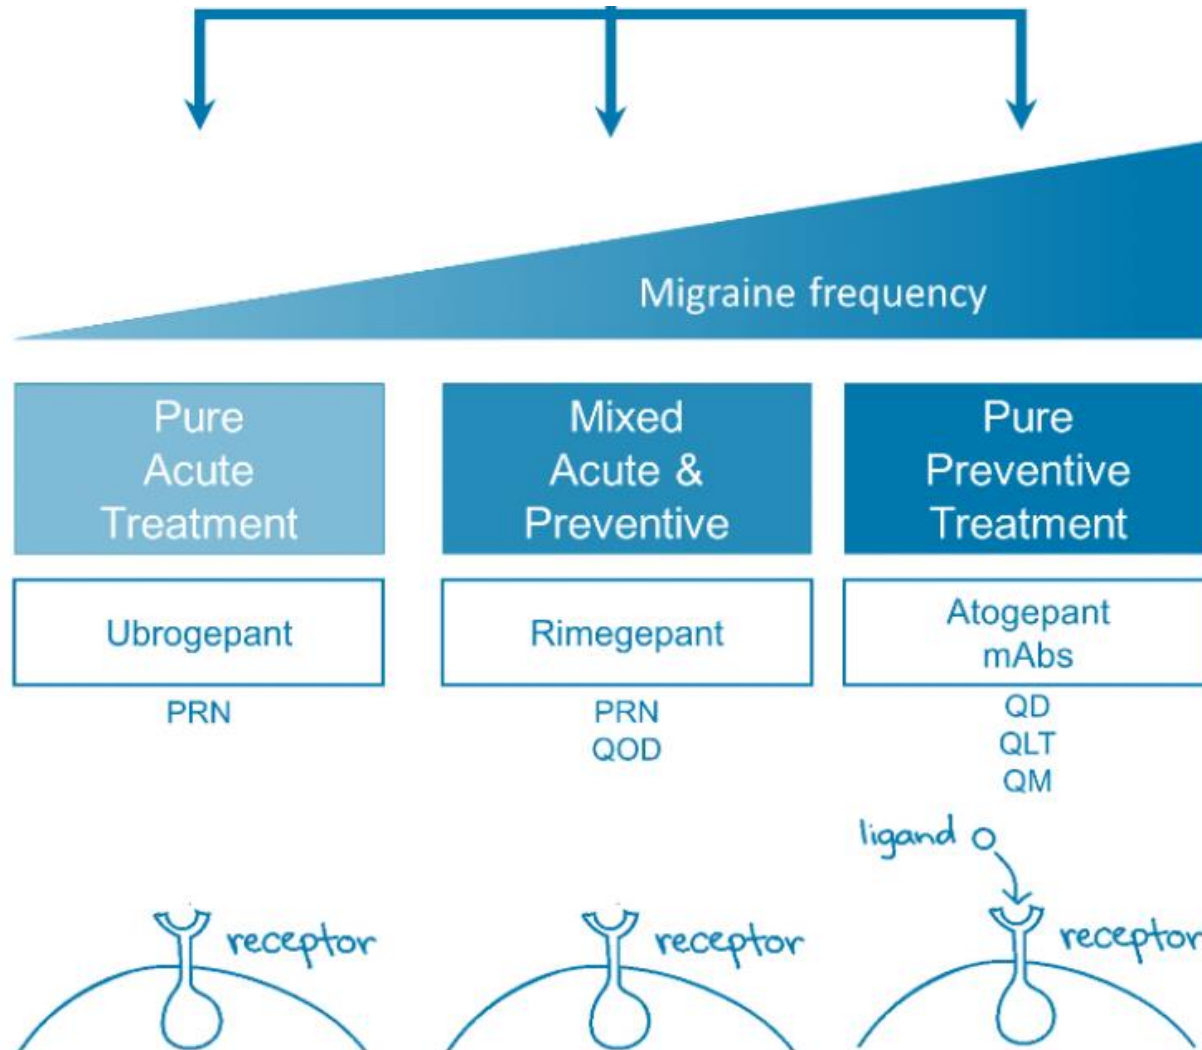 Migraine frequency
Pure
Acute
Treatment
Mixed
Acute &
Preventive
Pure
Preventive
Treatment
Ubrogepant
Rimegepant
Atogepant
mAbs
PRN
PRN
QOD
QD
QLT
QM
ligand
receptor
receptor
receptor